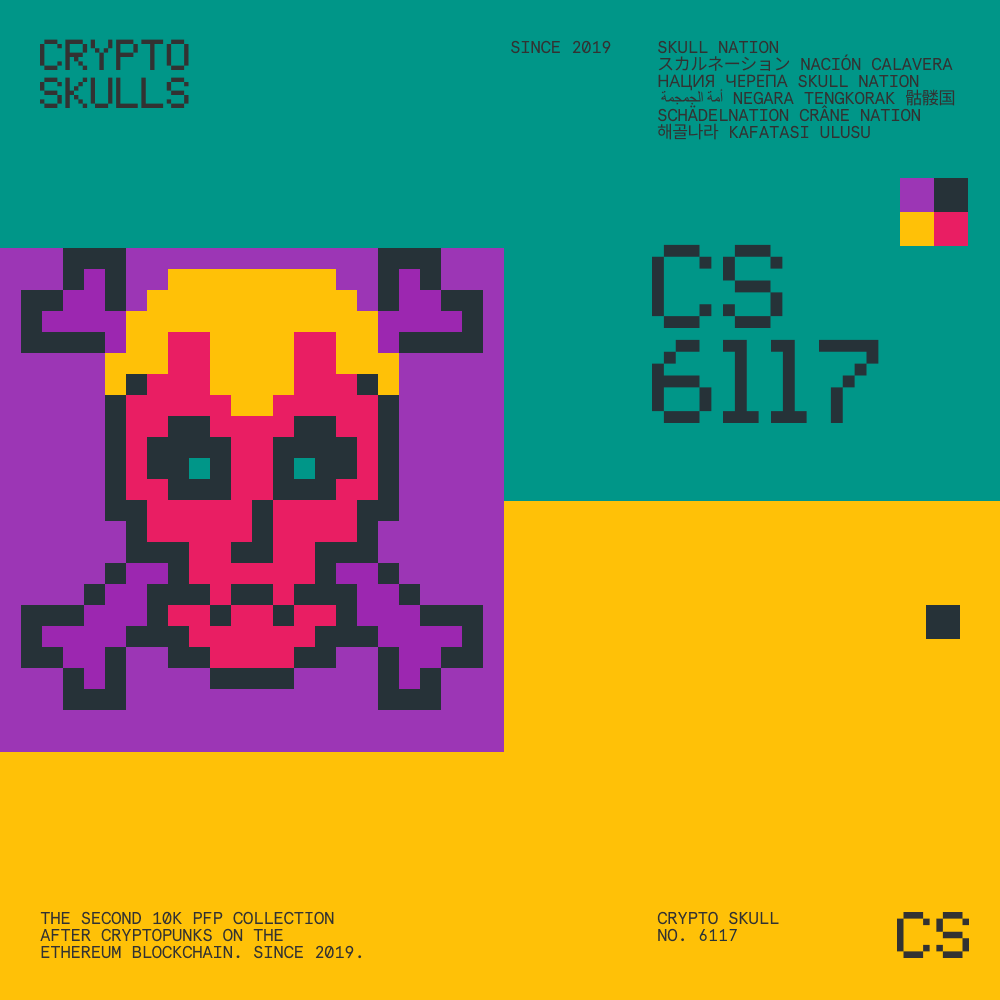 CRYPTO
SKULLS
SINCE 2019
SKULL NATION
スカルネーション NACIÓN CALAVERA
НАЦИЯ ЧЕРЕПА SKULL NATION
أمة الجمجمة NEGARA TENGKORAK 骷髅国
SCHÄDELNATION CRÂNE NATION
해골나라 KAFATASI ULUSU
CS
6117
THE SECOND 10K PFP COLLECTION
AFTER CRYPTOPUNKS ON THE
ETHEREUM BLOCKCHAIN. SINCE 2019.
CRYPTO SKULL
NO. 6117
CS